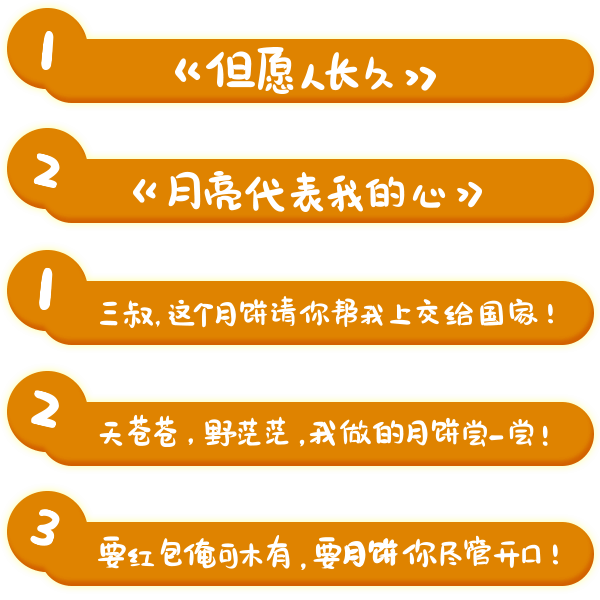 1
《但愿人长久》
2
《月亮代表我的心》
1
三叔,这个月饼请你帮我上交给国家!
2
天苍苍,野茫茫,我做的月饼尝一尝!
3
要红包俺可木有,要月饼你尽管开口!